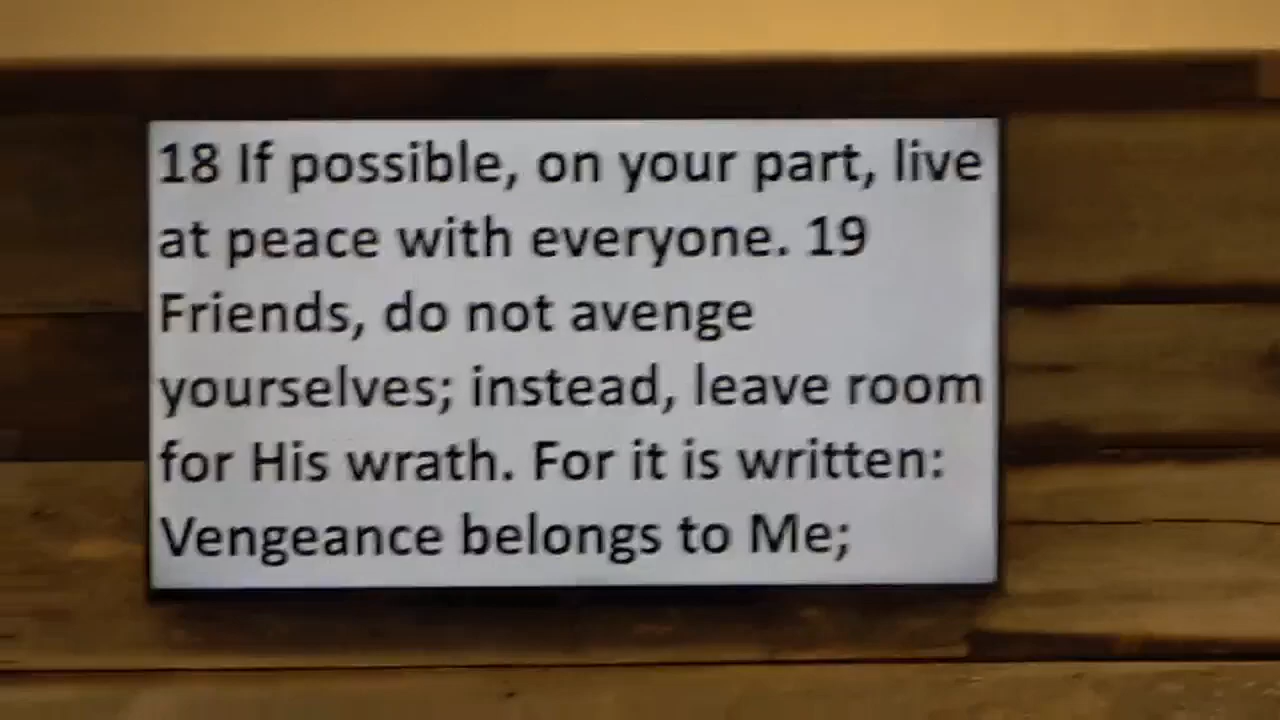 18 If possible, on your part, live
at peace with everyone. 19
Friends, do not avenge
yourselves; instead, leave room
for His wrath. For it is written:
Vengeance belongs to Me;